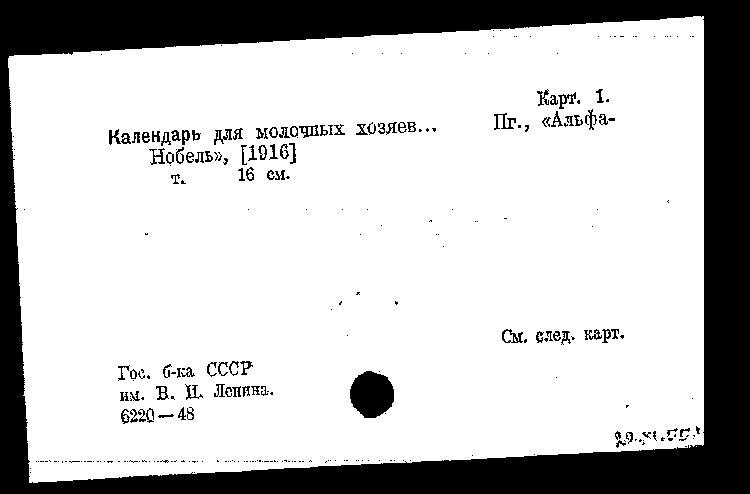 Карт. 1.
Календарь для молочных хозяев... Пг., «Альфа-
Нобель», [1916]
т. 16 см.
См. след. карт.
Гос. б-ка СССР
им. В. И. Ленина.
6220—48